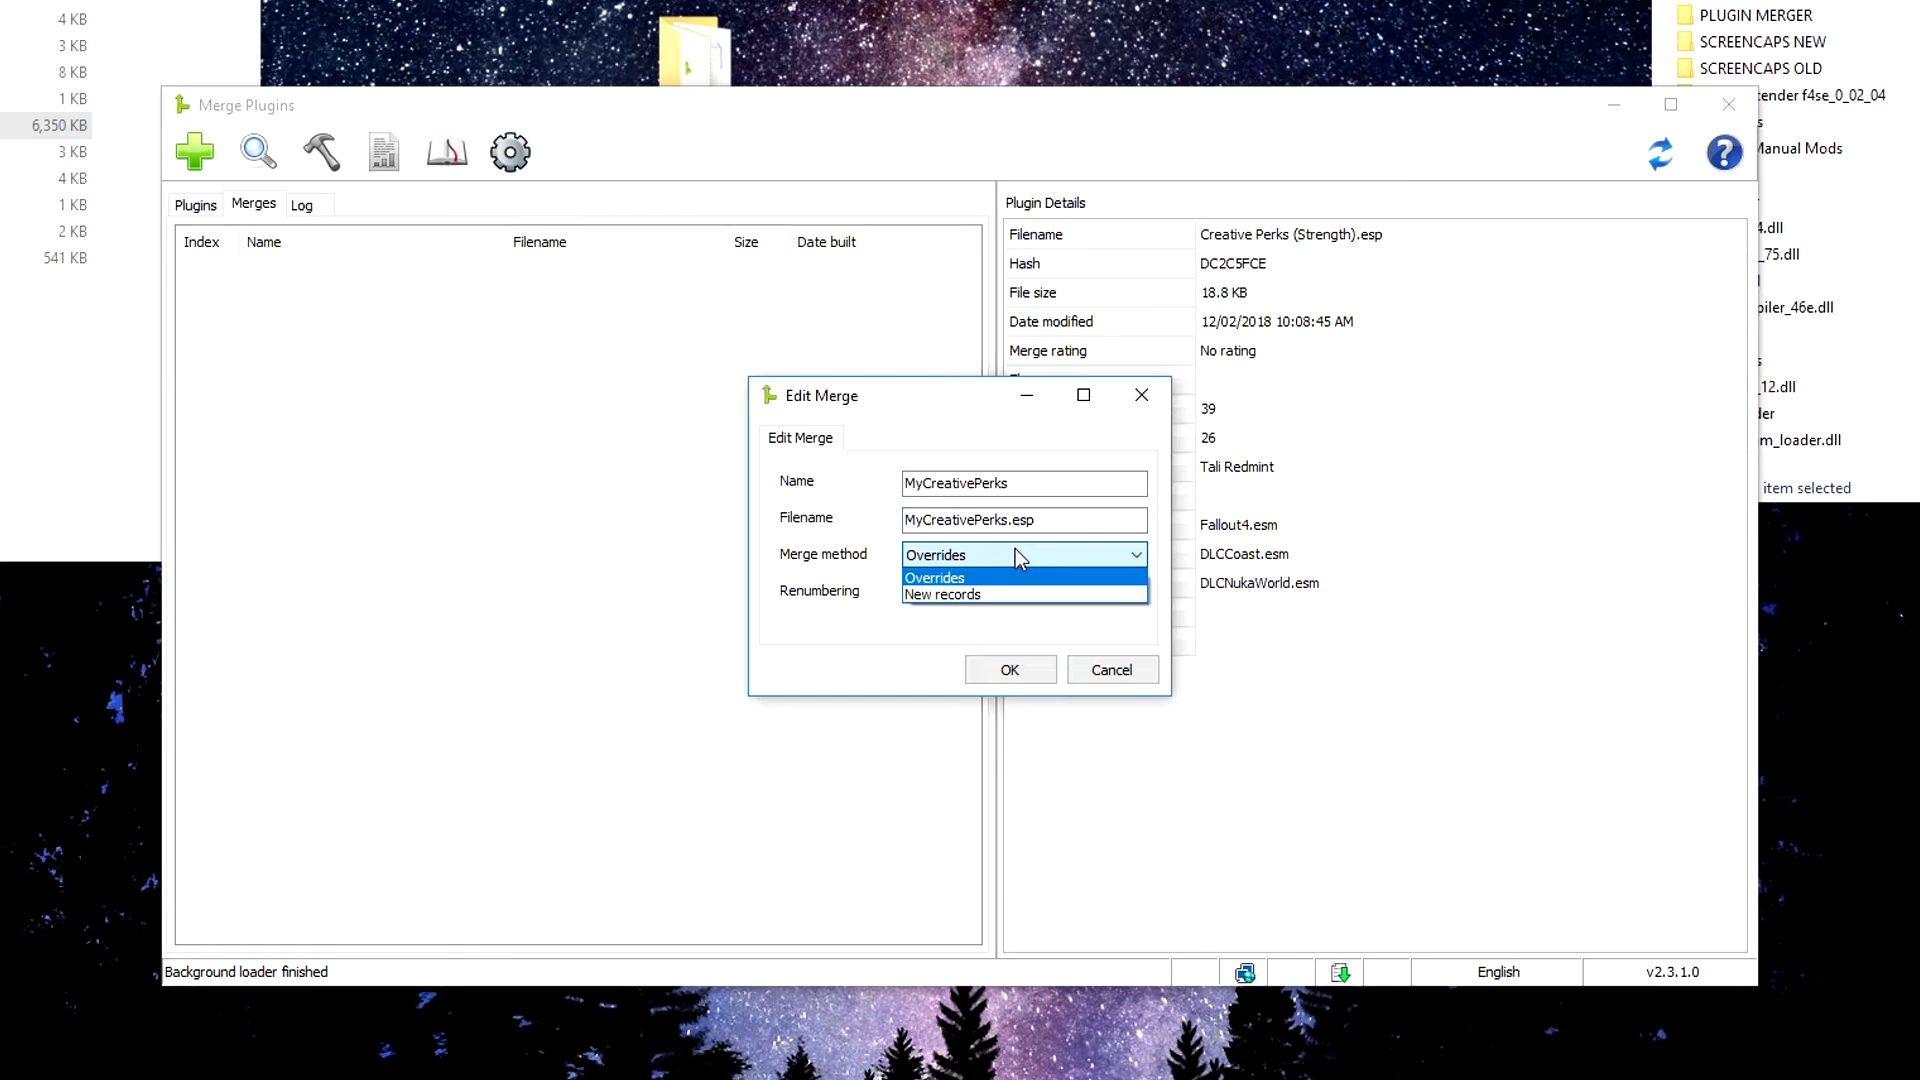 4 KB
3 KB
8 KB
1 KB
6,350 KB
3 KB
4 KB
1 KB
2 KB
541 KB
PLUGIN MERGER
SCREENCAPS NEW
SCREENCAPS OLD
tender f4se_0_02_04
s
Manual Mods
4.dll
_75.dll
piler_46e.dll
s
_12.dll
der
m_loader.dll
item selected
Merge Plugins
Plugins Merges Log
Index Name Filename Size Date built
Plugin Details
Filename Creative Perks (Strength).esp
Hash DC2C5FCE
File size 18.8 KB
Date modified 12/02/2018 10:08:45 AM
Merge rating No rating
39
26
Tali Redmint
Fallout4.esm
DLCCoast.esm
DLCNukaWorld.esm
Edit Merge
Edit Merge
Name MyCreativePerks
Filename MyCreativePerks.esp
Merge method Overrides
Overrides
Renumbering New records
OK Cancel
Background loader finished
English
v2.3.1.0